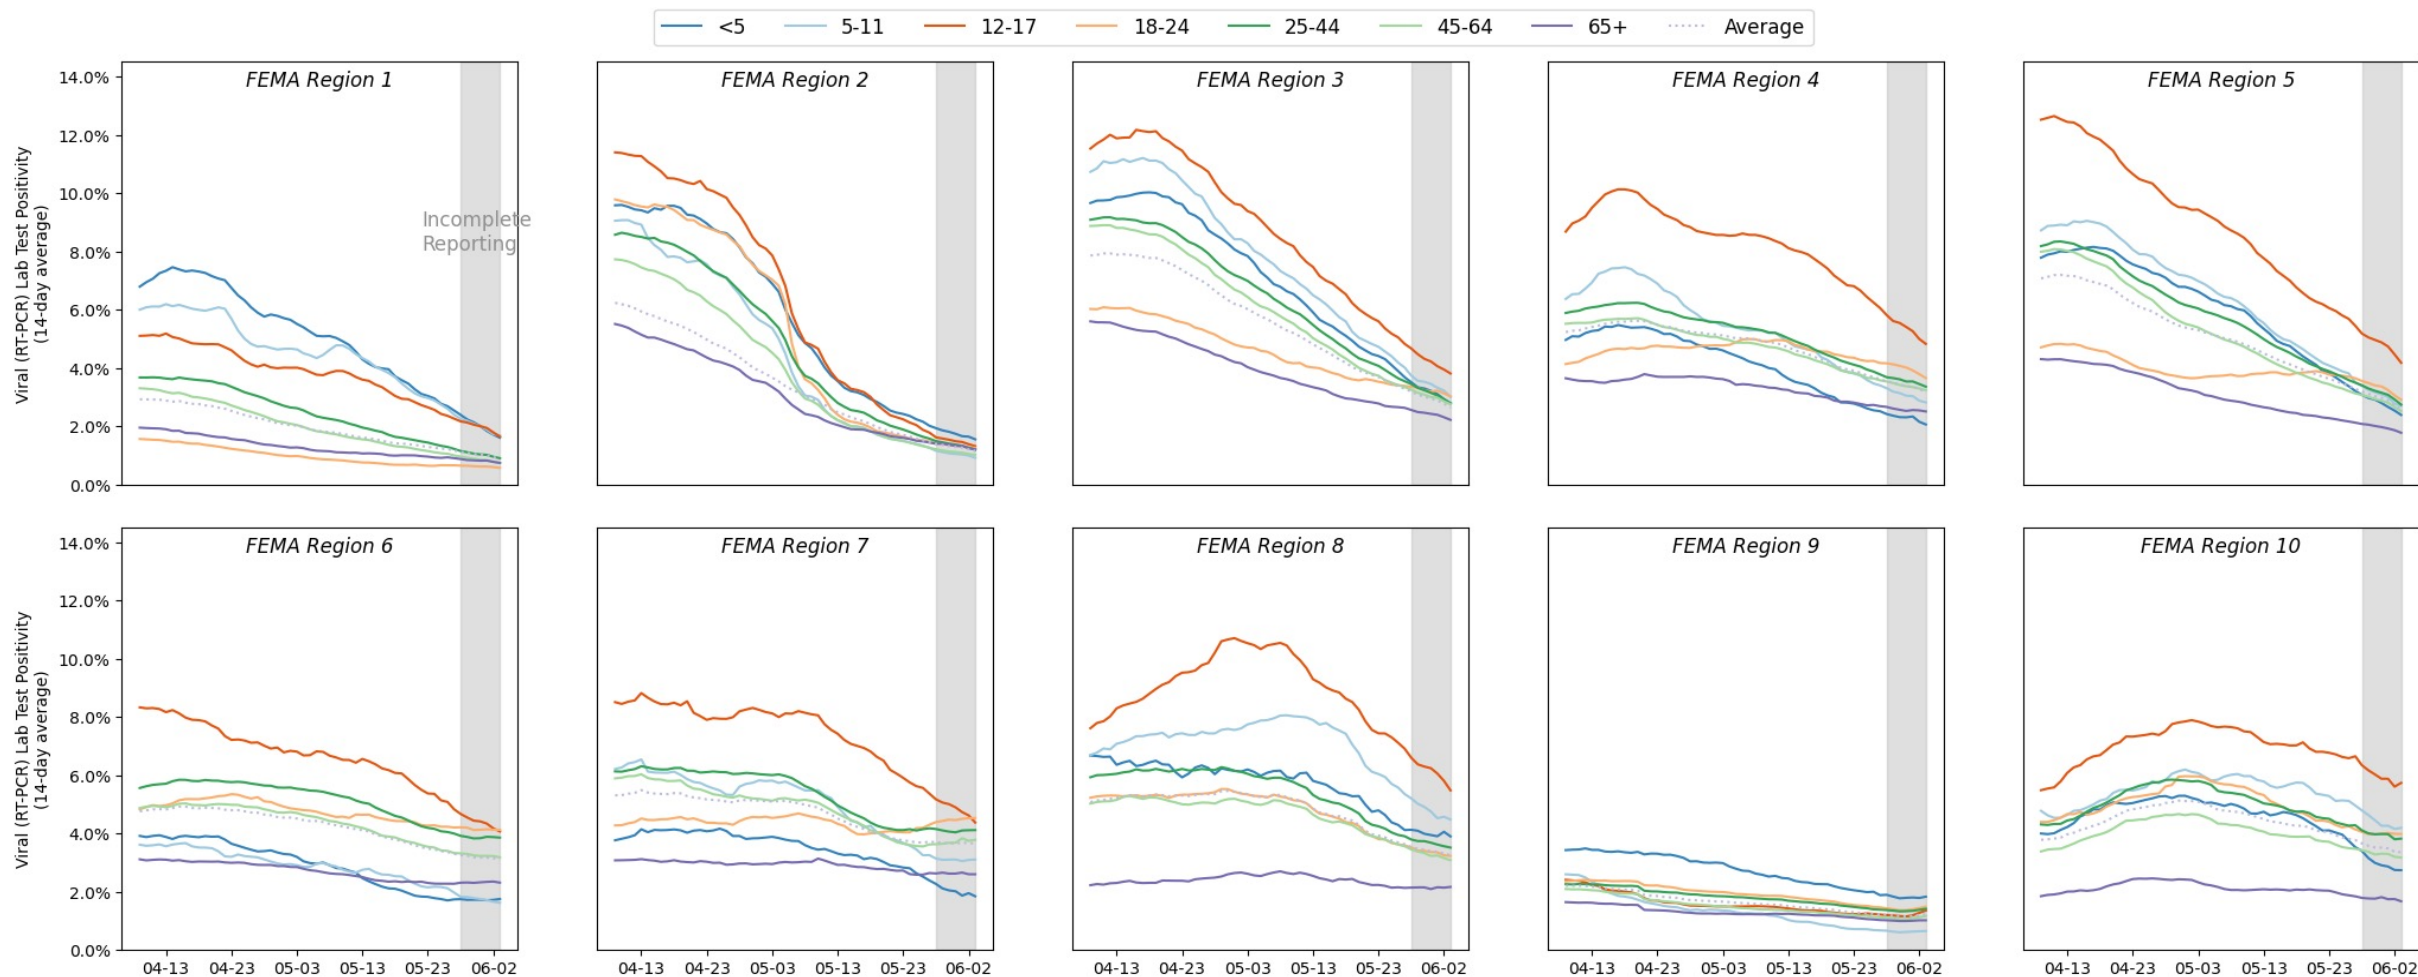 <5 5-11 12-17 18-24 25-44 45-64 65+ Average
FEMA Region 1
FEMA Region 2
FEMA Region 3
FEMA Region 4
FEMA Region 5
Viral (RT-PCR) Lab Test Positivity
(14-day average)
14.0%
12.0%
10.0%
8.0%
6.0%
4.0%
2.0%
0.0%
Incomplete
Reporting
FEMA Region 6
FEMA Region 7
FEMA Region 8
FEMA Region 9
FEMA Region 10
Viral (RT-PCR) Lab Test Positivity
(14-day average)
14.0%
12.0%
10.0%
8.0%
6.0%
4.0%
2.0%
0.0%
04-13 04-23 05-03 05-13 05-23 06-02
04-13 04-23 05-03 05-13 05-23 06-02
04-13 04-23 05-03 05-13 05-23 06-02
04-13 04-23 05-03 05-13 05-23 06-02
04-13 04-23 05-03 05-13 05-23 06-02